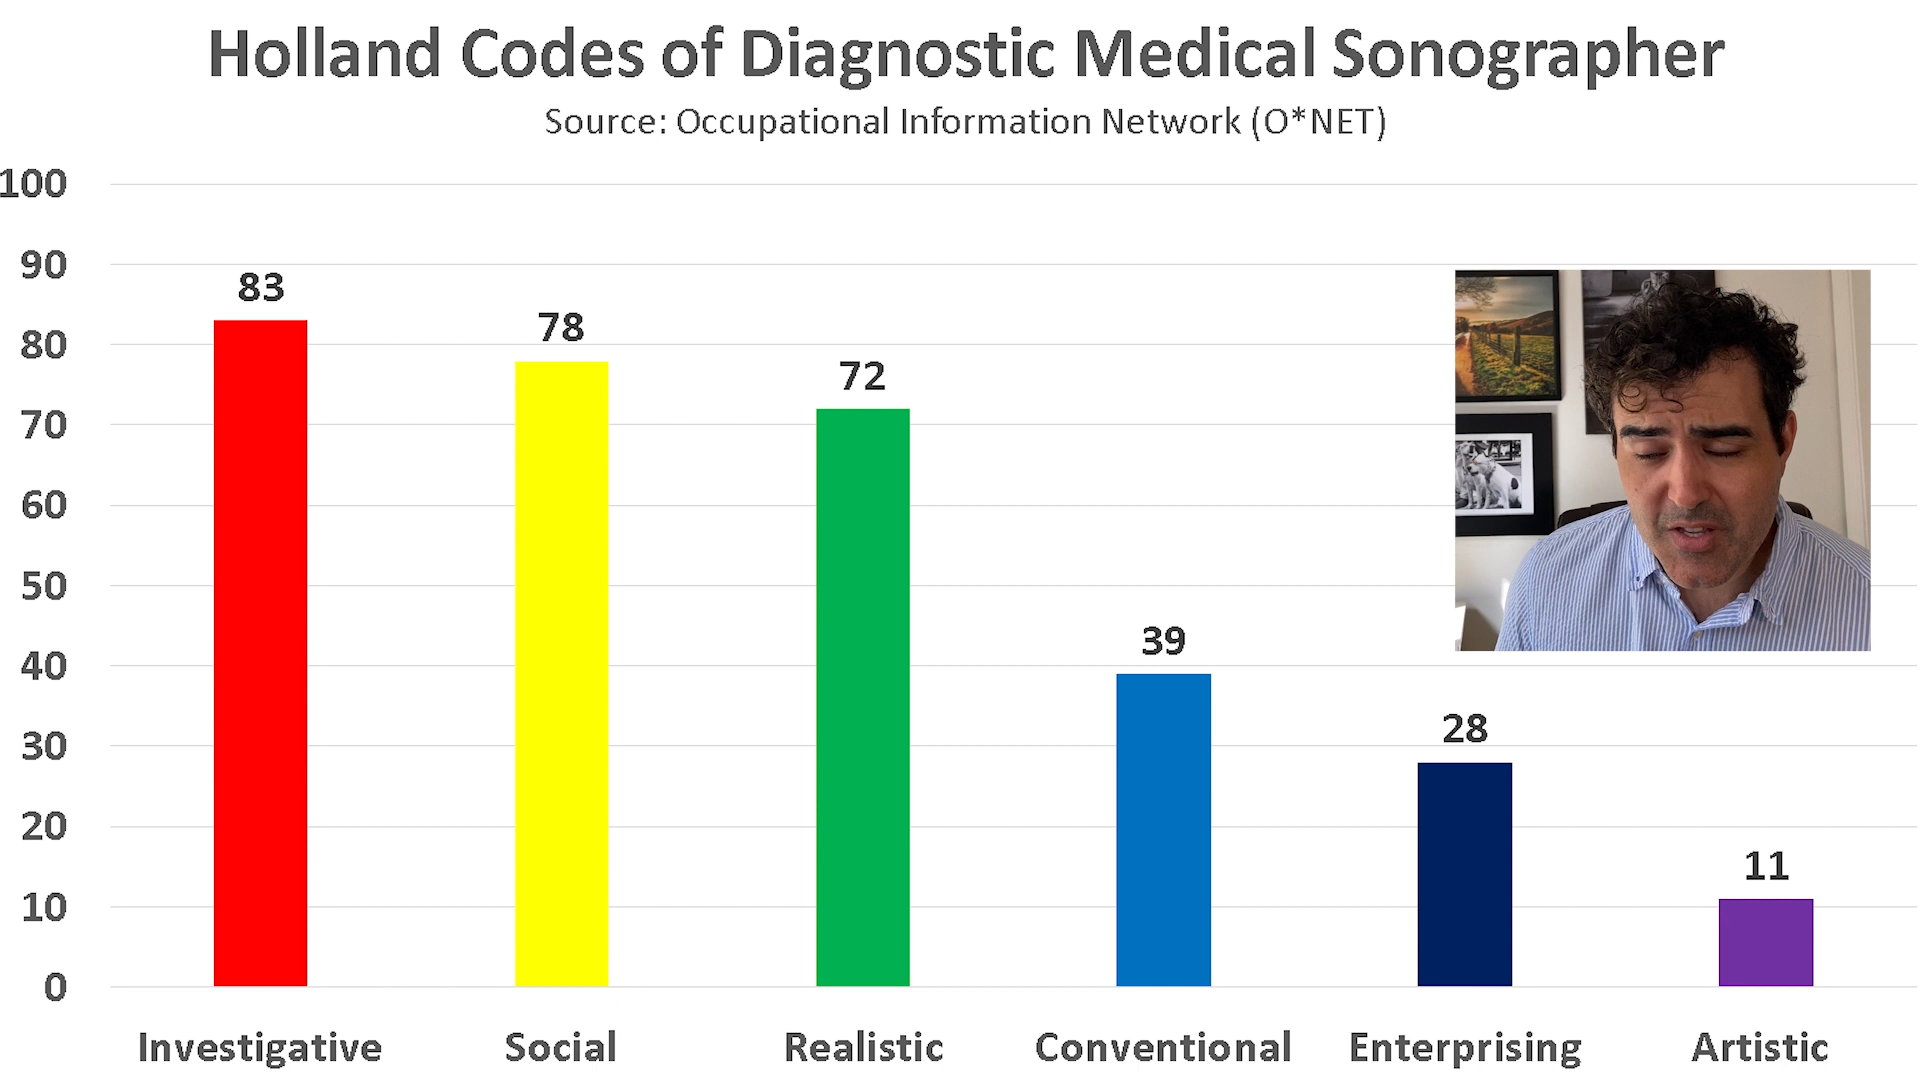 Holland Codes of Diagnostic Medical Sonographer
Source: Occupational Information Network (O*NET)
100
90
80
70
60
50
40
30
20
10
0
83
78
72
39
28
11
Investigative
Social
Realistic
Conventional
Enterprising
Artistic